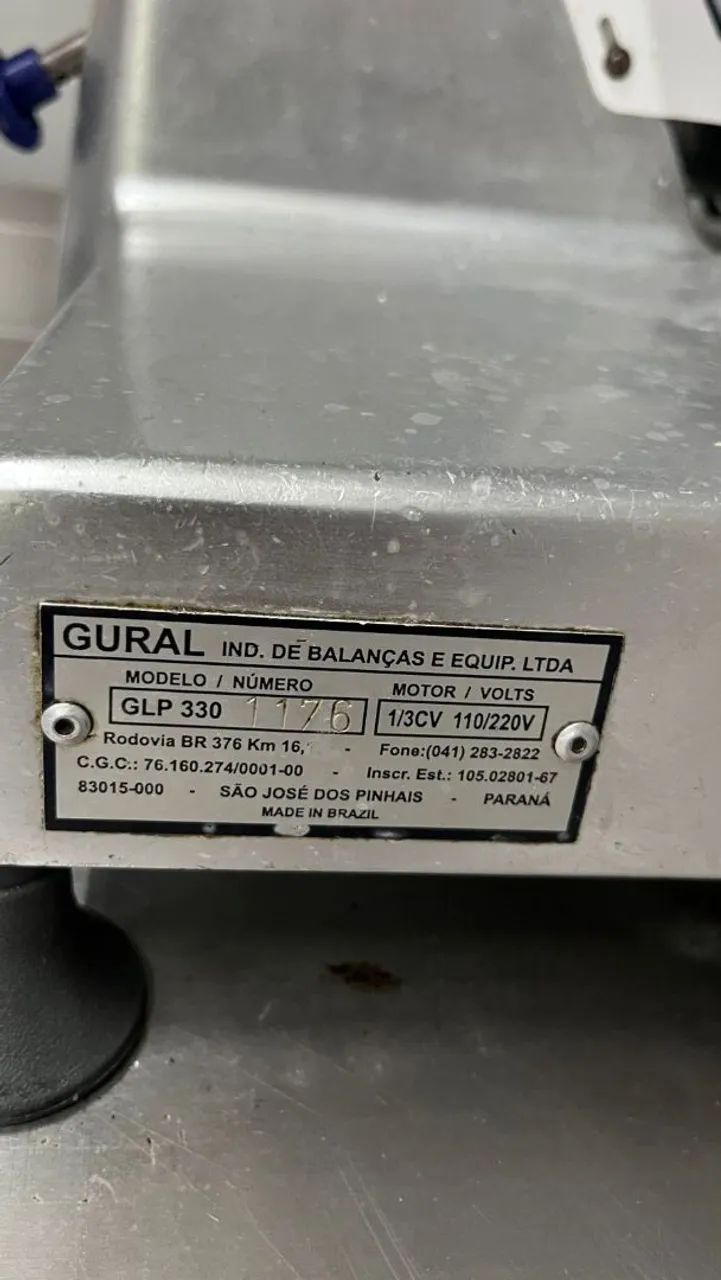 GURAL IND. DE BALANÇAS E EQUIP. LTDA
MODELO / NÚMERO MOTOR / VOLTS
GLP 330 1176 1/3CV 110/220V
Rodovia BR 376 Km 16, - Fone:(041) 283-2822
C.G.C.: 76.160.274/0001-00 - Inscr. Est.: 105.02801-67
83015-000 - SÃO JOSÉ DOS PINHAIS - PARANÁ
MADE IN BRAZIL